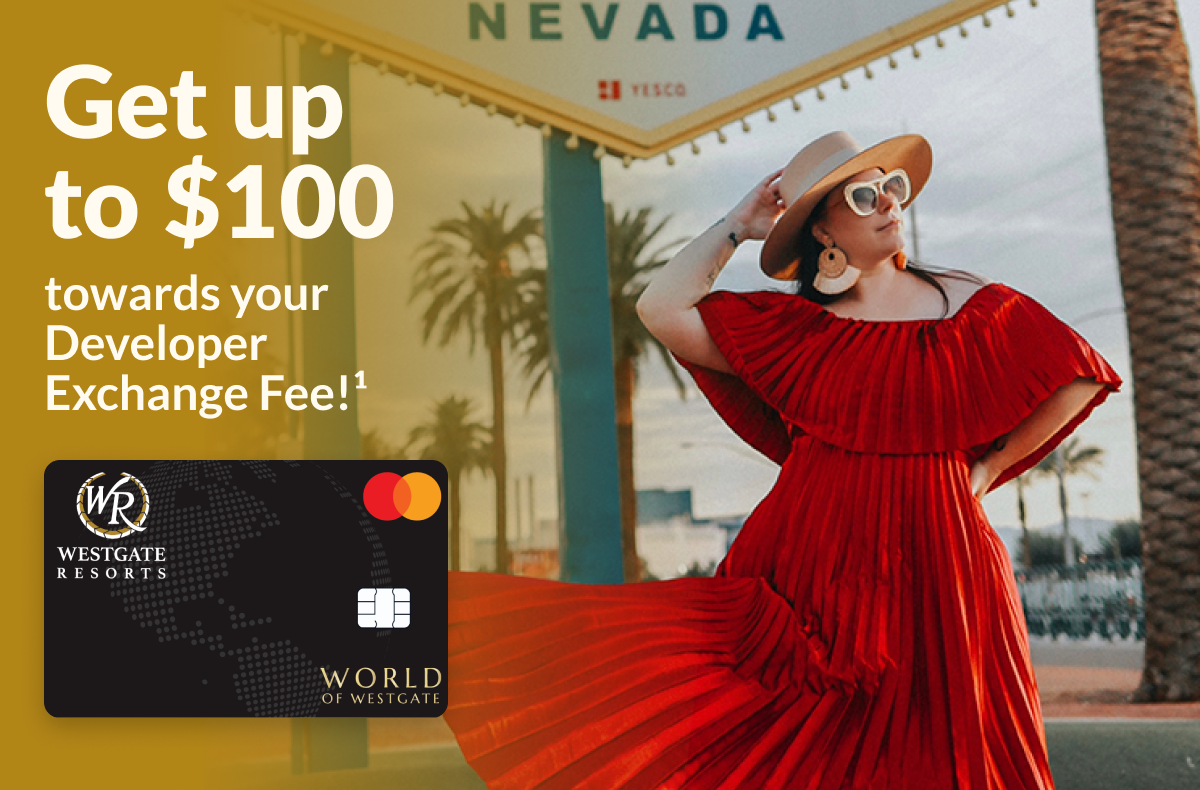 NEVADA
YESCO
Get up
to $100
towards your
Developer
Exchange Fee!¹
WR
WESTGATE
RESORTS
WORLD
OF WESTGATE